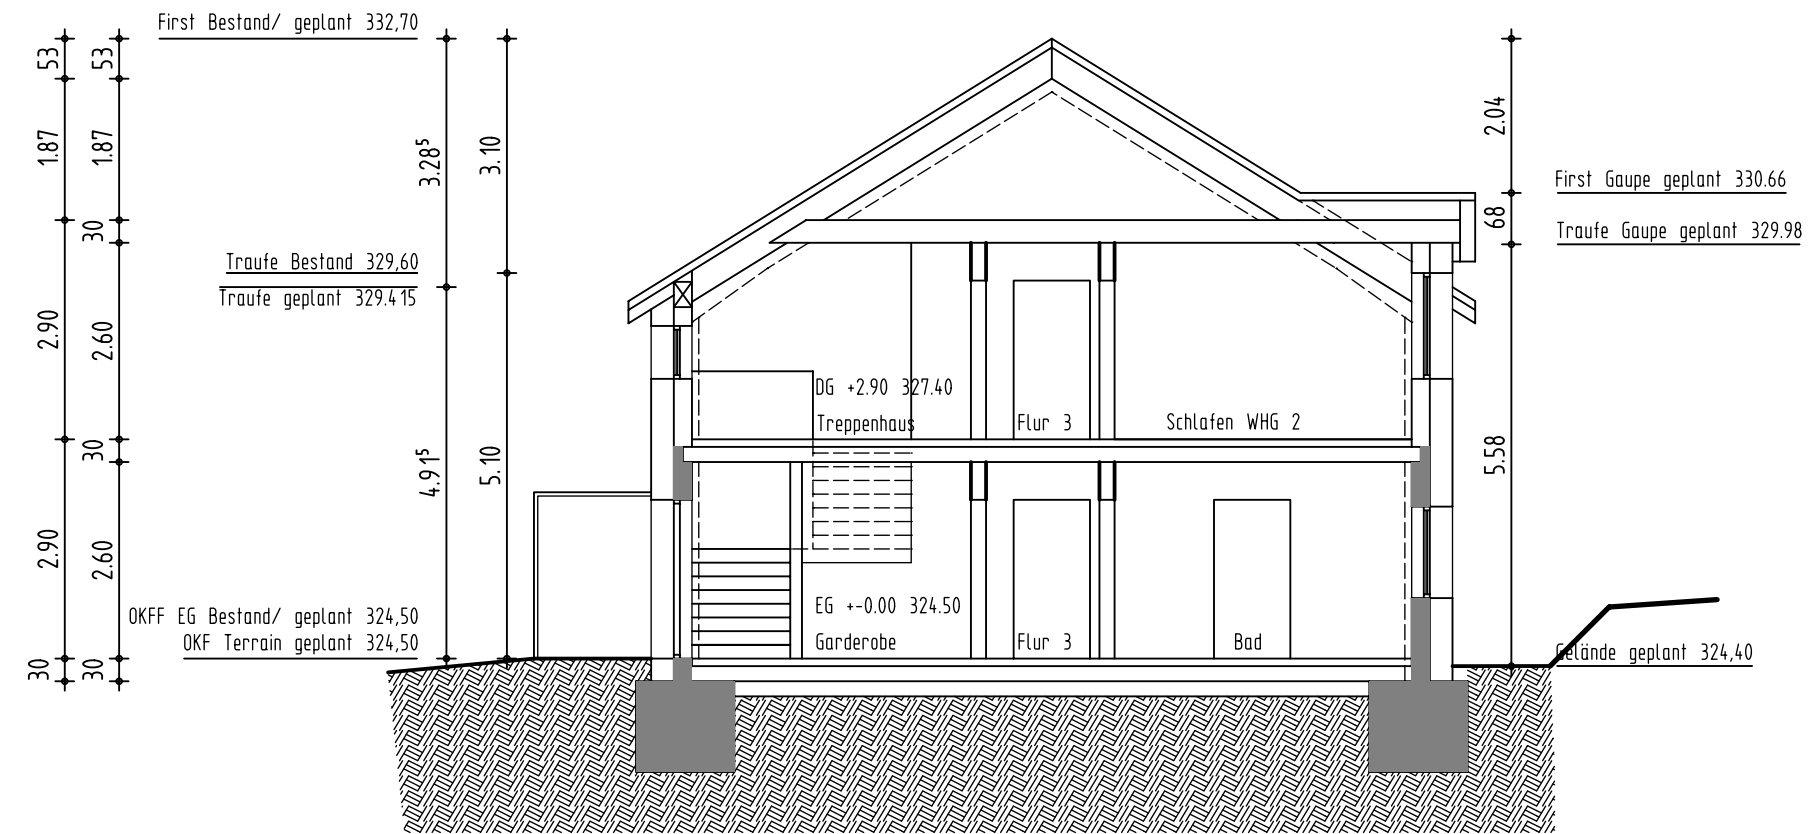 First Bestand/ geplant 332,70
53
53
1.87
1.87
3.28⁵
3.10
2.04
First Gaupe geplant 330.66
30
68
Traufe Gaupe geplant 329.98
Traufe Bestand 329,60
Traufe geplant 329.415
2.90
2.60
DG +2.90 327.40
Treppenhaus
Flur 3
Schlafen WHG 2
30
4.91⁵
5.10
5.58
2.90
2.60
OKFF EG Bestand/ geplant 324,50
EG +-0.00 324.50
OKF Terrain geplant 324,50
Garderobe
Flur 3
Bad
Gelände geplant 324,40
30
30